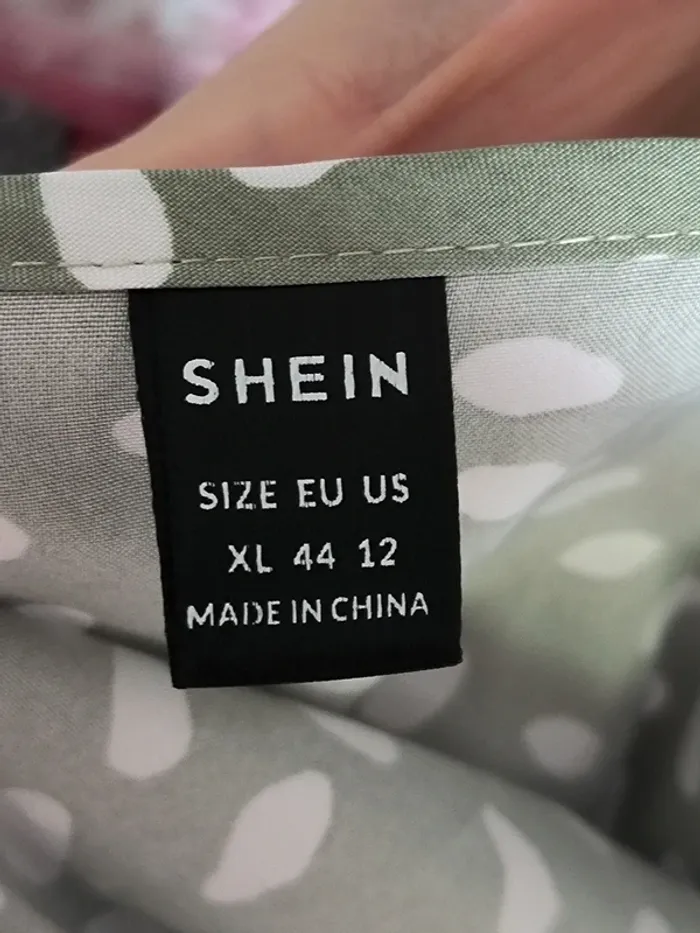 SHEIN
SIZE EU US
XL 44 12
MADE IN CHINA